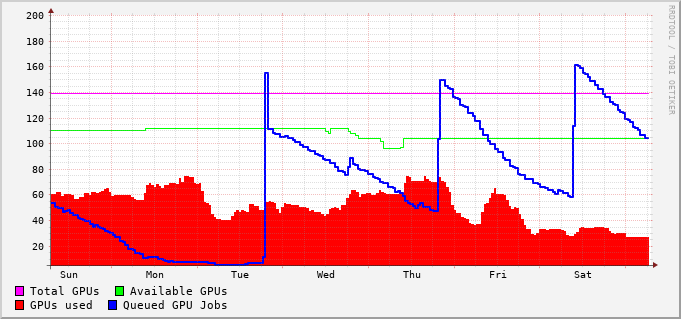 200
180
160
140
120
100
80
60
40
20
Sun Mon Tue Wed Thu Fri Sat
Total GPUs Available GPUs
GPUs used Queued GPU Jobs
RRDTOOL / TOBI OETIKER